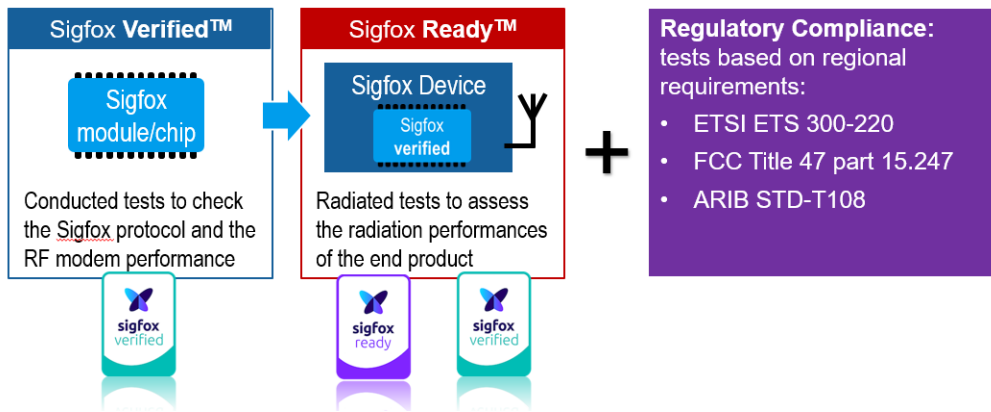 Sigfox Verified™
Sigfox
module/chip
Conducted tests to check
the Sigfox protocol and the
RF modem performance
sigfox
verified
Sigfox Ready™
Sigfox Device
Sigfox
verified
Radiated tests to assess
the radiation performances
of the end product
sigfox
ready
sigfox
verified
+
Regulatory Compliance:
tests based on regional
requirements:
• ETSI ETS 300-220
• FCC Title 47 part 15.247
• ARIB STD-T108